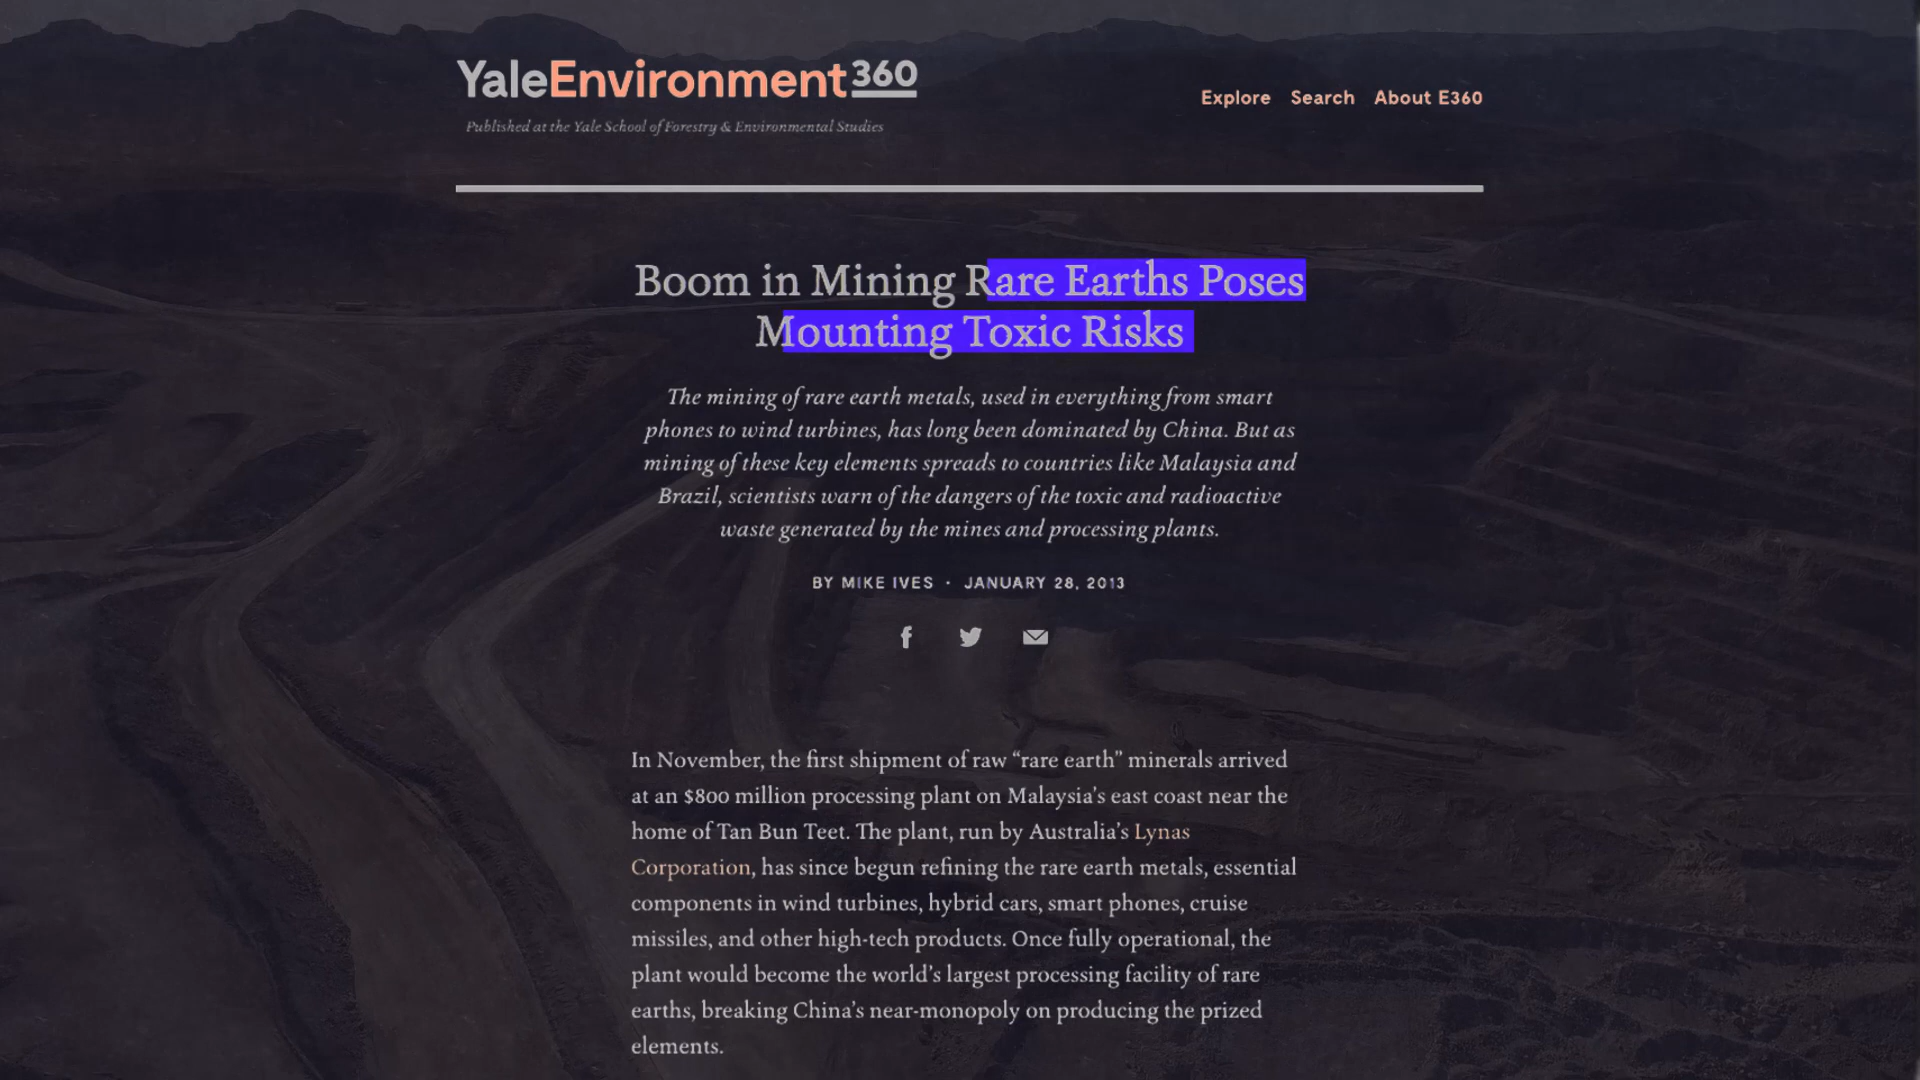 YaleEnvironment360
Published at the Yale School of Forestry & Environmental Studies
Explore Search About E360
Boom in Mining Rare Earths Poses
Mounting Toxic Risks
The mining of rare earth metals, used in everything from smart
phones to wind turbines, has long been dominated by China. But as
mining of these key elements spreads to countries like Malaysia and
Brazil, scientists warn of the dangers of the toxic and radioactive
waste generated by the mines and processing plants.
BY MIKE IVES · JANUARY 28, 2013
In November, the first shipment of raw “rare earth” minerals arrived
at an $800 million processing plant on Malaysia’s east coast near the
home of Tan Bun Teet. The plant, run by Australia’s Lynas
Corporation, has since begun refining the rare earth metals, essential
components in wind turbines, hybrid cars, smart phones, cruise
missiles, and other high-tech products. Once fully operational, the
plant would become the world’s largest processing facility of rare
earths, breaking China’s near-monopoly on producing the prized
elements.